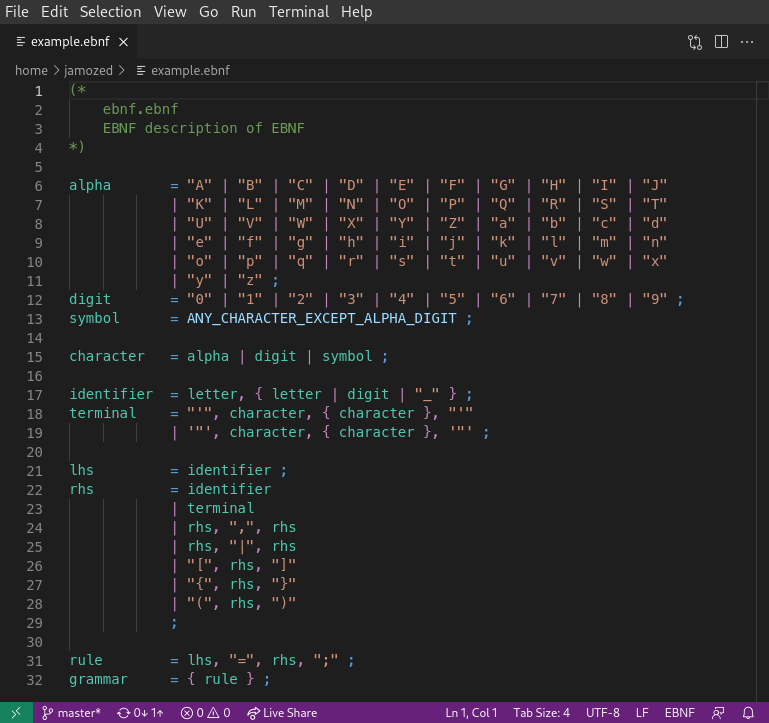 File Edit Selection View Go Run Terminal Help
example.ebnf
home > jamozed > example.ebnf
1 (*
2 ebnf.ebnf
3 EBNF description of EBNF
4 *)
5
6 alpha = "A" | "B" | "C" | "D" | "E" | "F" | "G" | "H" | "I" | "J"
7 | "K" | "L" | "M" | "N" | "O" | "P" | "Q" | "R" | "S" | "T"
8 | "U" | "V" | "W" | "X" | "Y" | "Z" | "a" | "b" | "c" | "d"
9 | "e" | "f" | "g" | "h" | "i" | "j" | "k" | "l" | "m" | "n"
10 | "o" | "p" | "q" | "r" | "s" | "t" | "u" | "v" | "w" | "x"
11 | "y" | "z" ;
12 digit = "0" | "1" | "2" | "3" | "4" | "5" | "6" | "7" | "8" | "9" ;
13 symbol = ANY_CHARACTER_EXCEPT_ALPHA_DIGIT ;
14
15 character = alpha | digit | symbol ;
16
17 identifier = letter, { letter | digit | "_" } ;
18 terminal = "'", character, { character }, "'"
19 | '"', character, { character }, '"' ;
20
21 lhs = identifier ;
22 rhs = identifier
23 | terminal
24 | rhs, ",", rhs
25 | rhs, "|", rhs
26 | "[", rhs, "]"
27 | "{", rhs, "}"
28 | "(", rhs, ")"
29 ;
30
31 rule = lhs, "=", rhs, ";" ;
32 grammar = { rule } ;
master* 0↓ 1↑ 0 0 Live Share Ln 1, Col 1 Tab Size: 4 UTF-8 LF EBNF